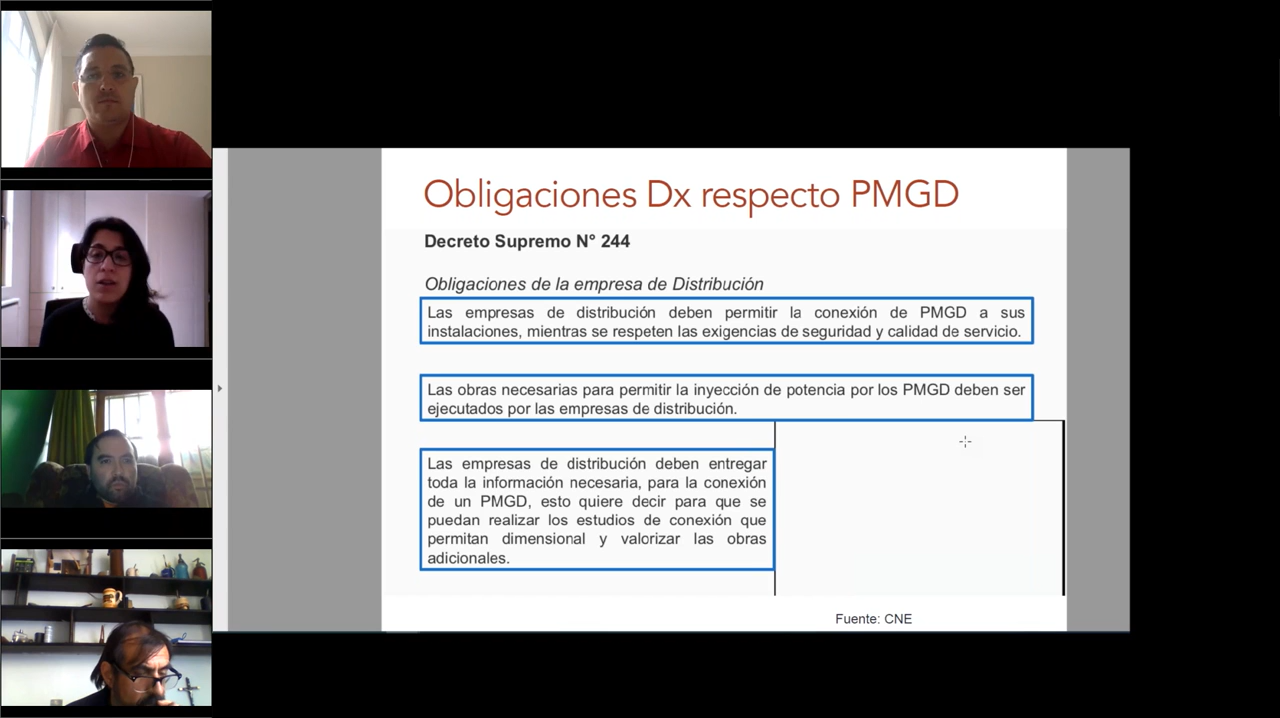 Obligaciones Dx respecto PMGD
Decreto Supremo N° 244
Obligaciones de la empresa de Distribución
Las empresas de distribución deben permitir la conexión de PMGD a sus
instalaciones, mientras se respeten las exigencias de seguridad y calidad de servicio.
Las obras necesarias para permitir la inyección de potencia por los PMGD deben ser
ejecutados por las empresas de distribución.
Las empresas de distribución deben entregar
toda la información necesaria, para la conexión
de un PMGD, esto quiere decir para que se
puedan realizar los estudios de conexión que
permitan dimensional y valorizar las obras
adicionales.
Fuente: CNE